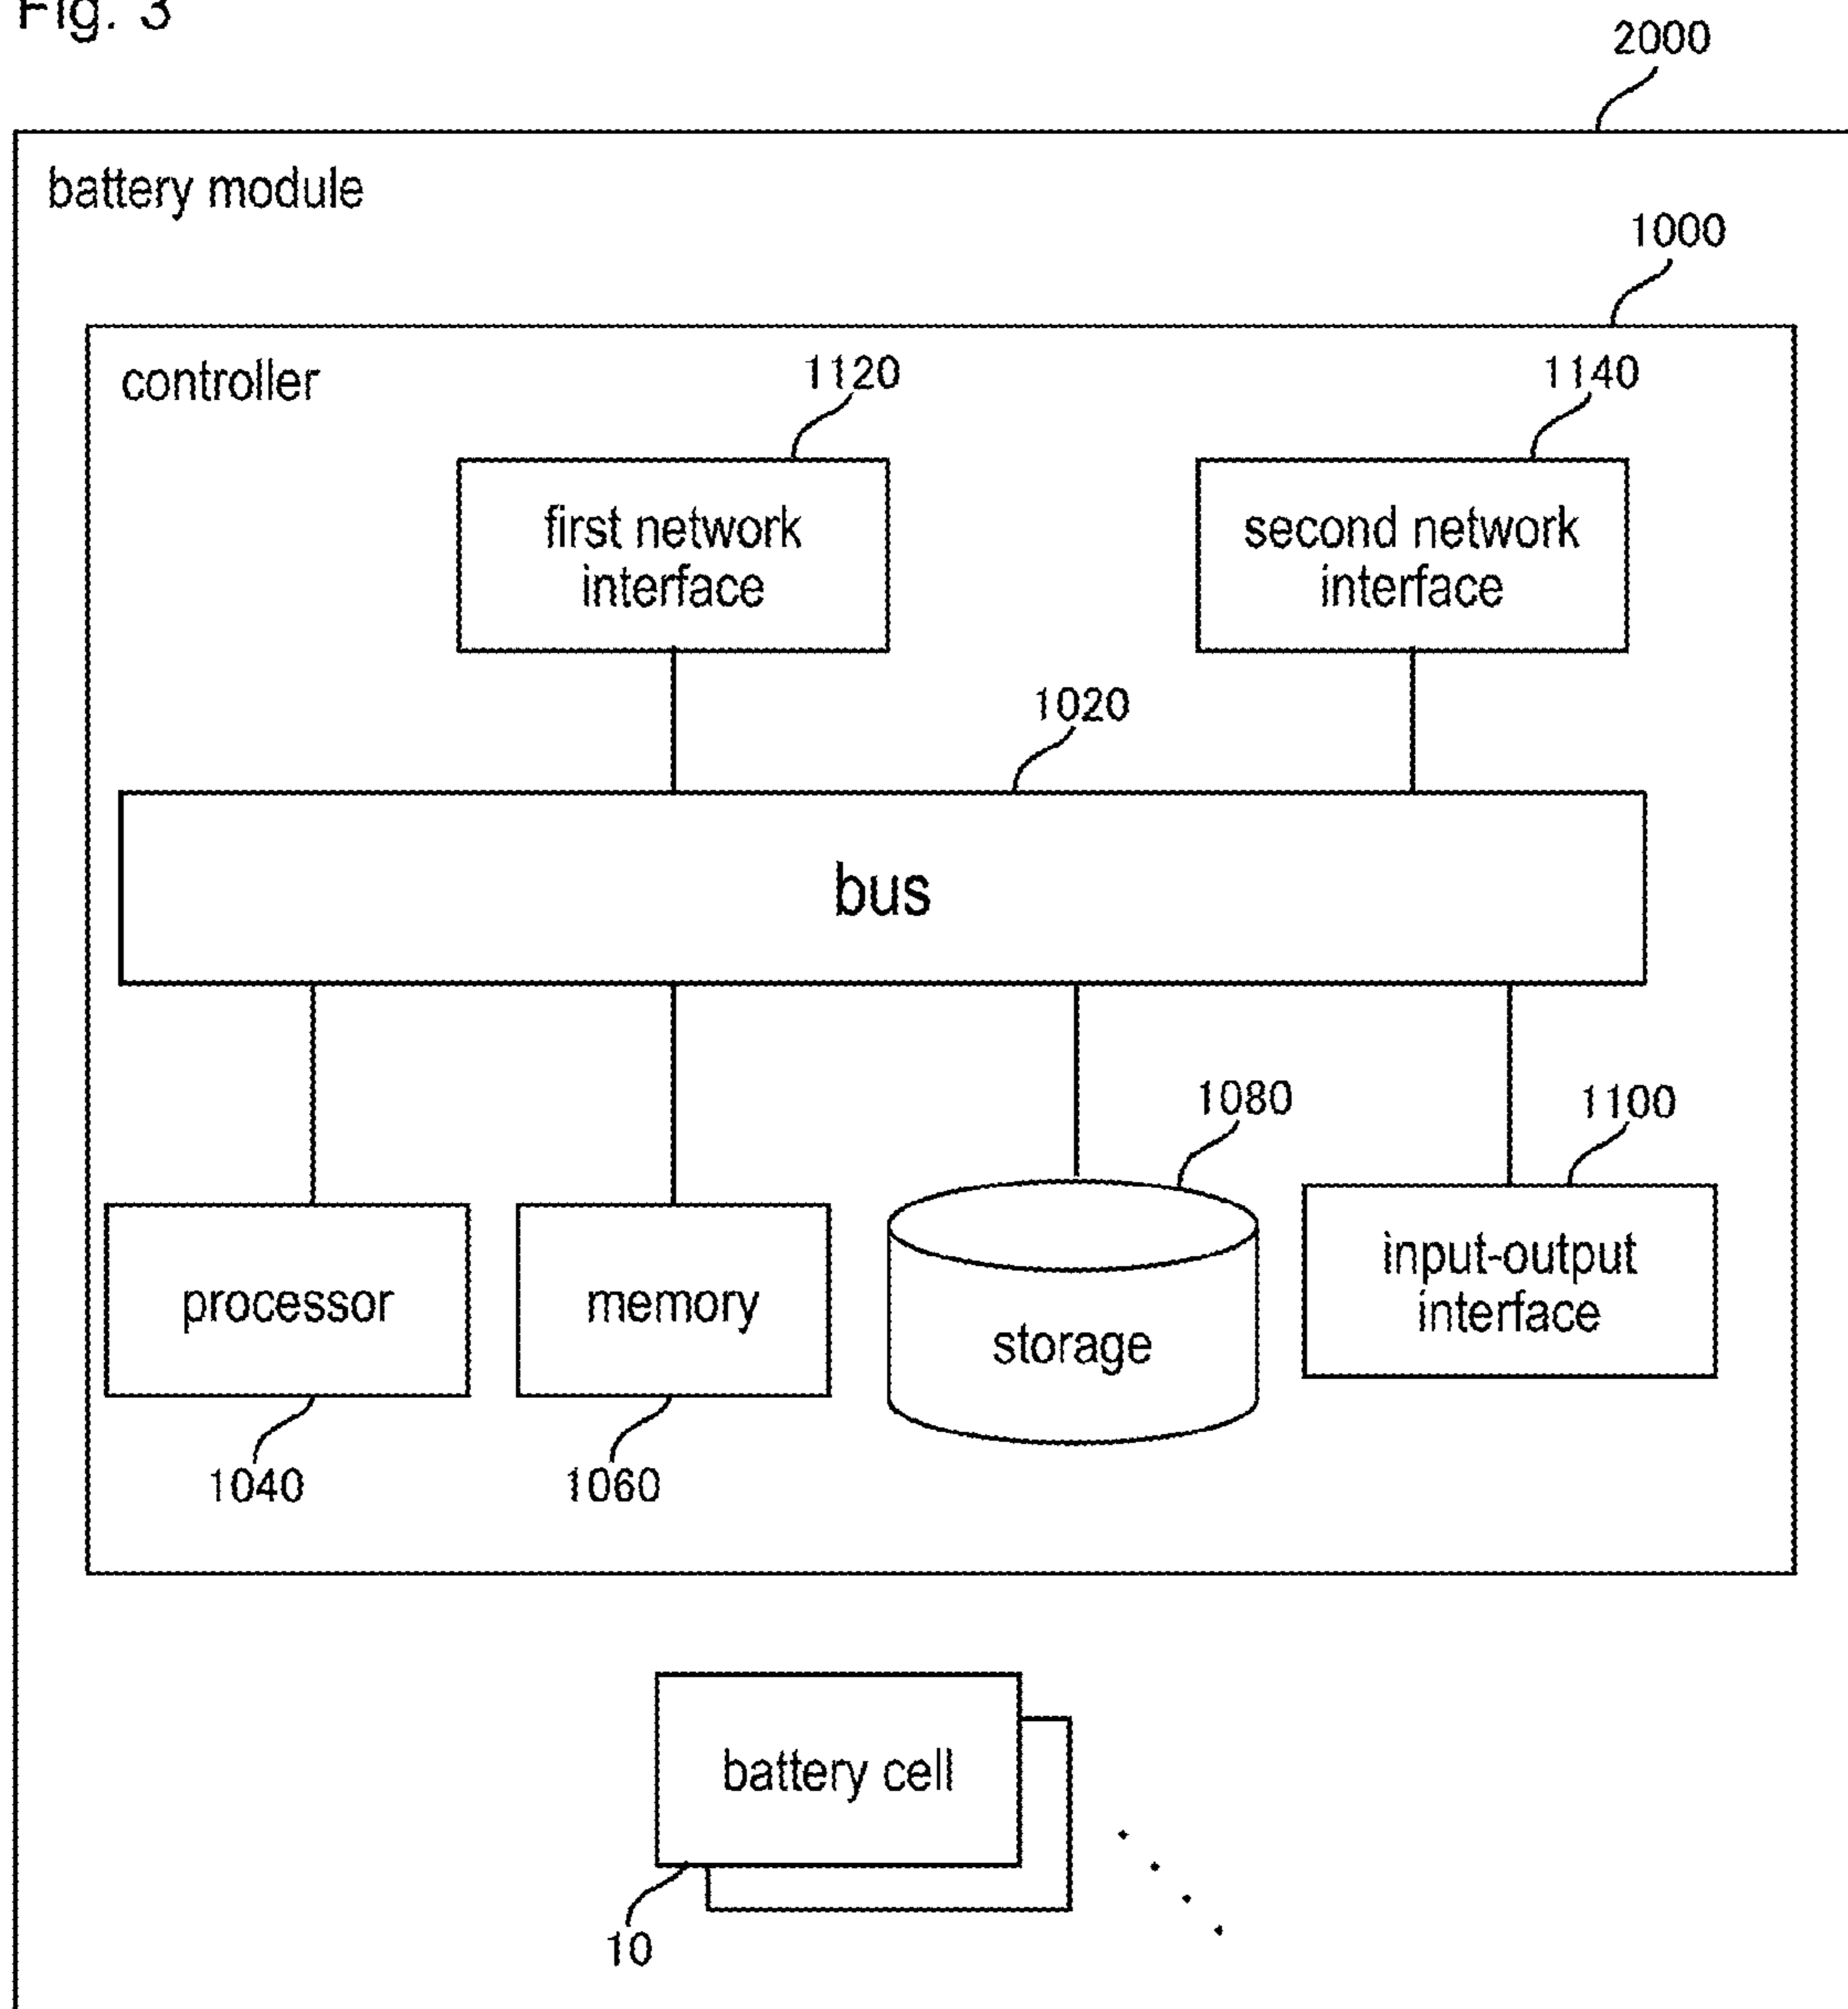 Fig. 3
2000
battery module
1000
controller
1120
1140
first network
interface
second network
interface
1020
bus
1080
1100
processor
memory
storage
input-output
interface
1040
1060
battery cell
10